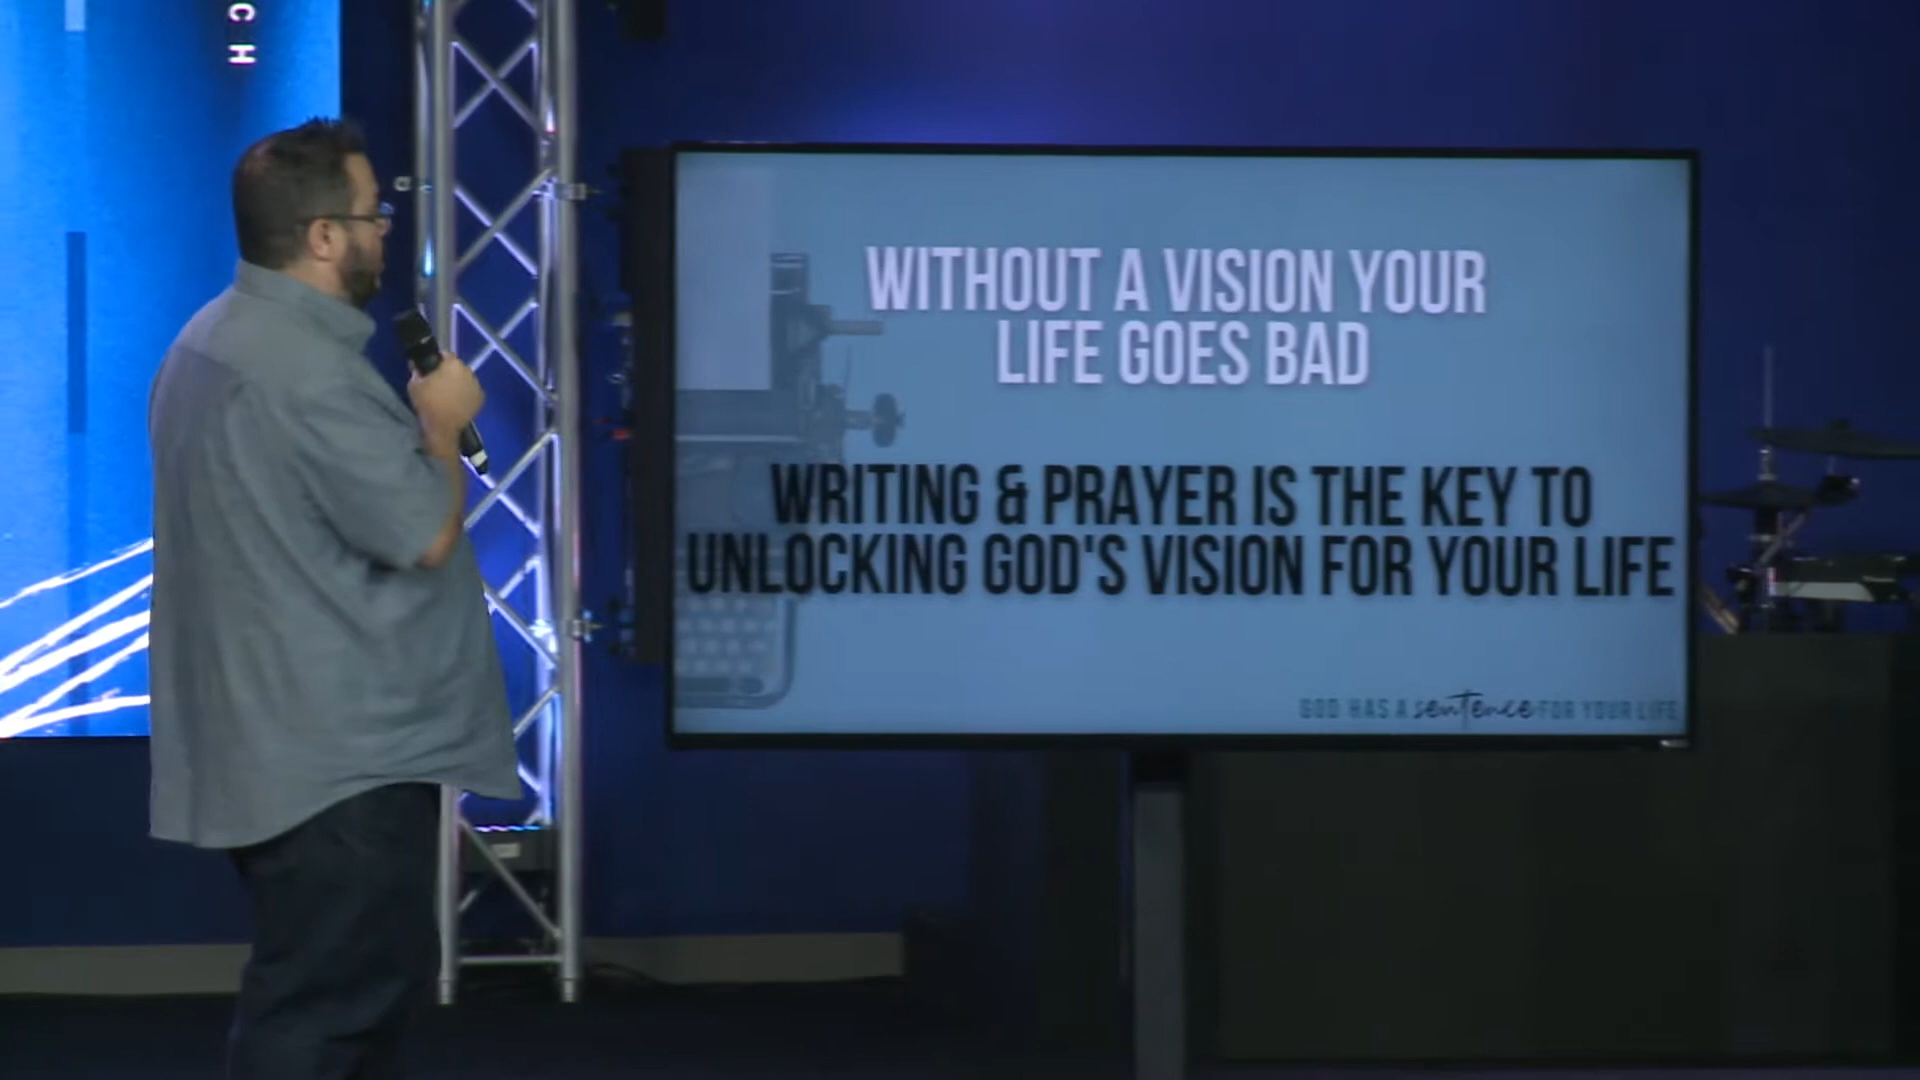 CH
WITHOUT A VISION YOUR
LIFE GOES BAD
WRITING & PRAYER IS THE KEY TO
UNLOCKING GOD'S VISION FOR YOUR LIFE
GOD HAS A sentence FOR YOUR LIFE